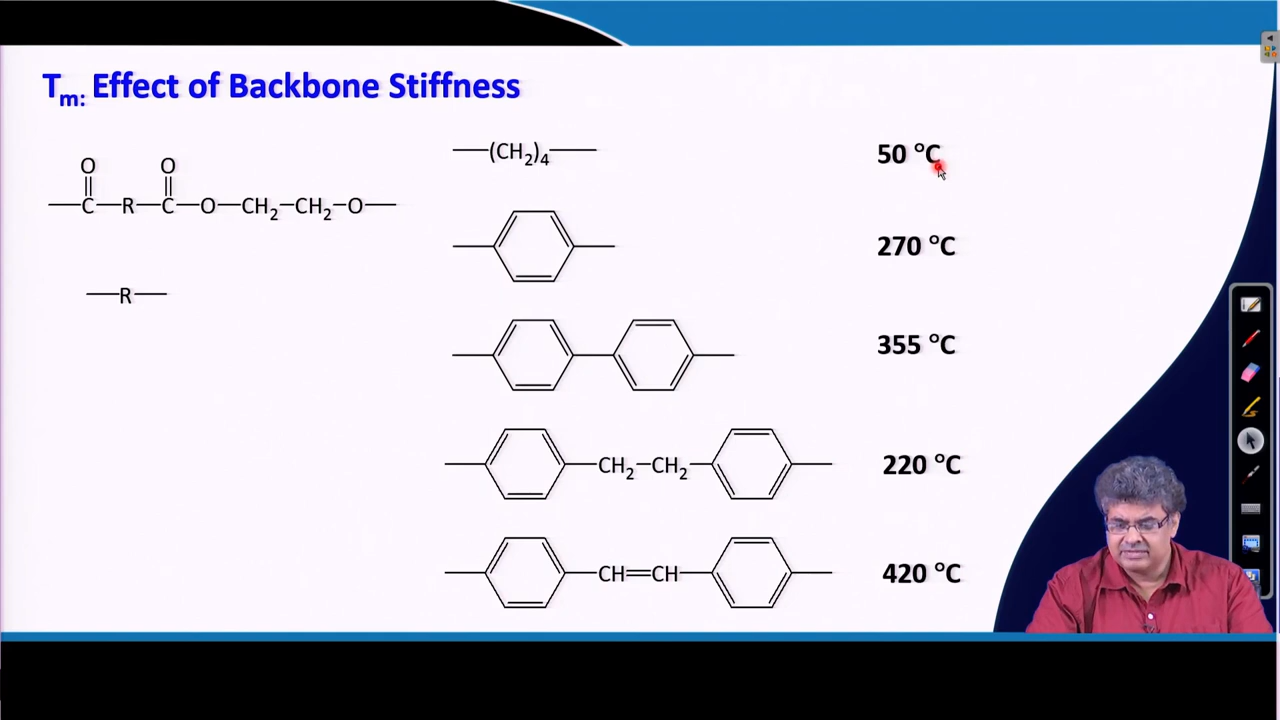 Tm: Effect of Backbone Stiffness
O O
—C—R—C—O—CH2—CH2—O—
—R—
—(CH2)4— 50 °C
270 °C
355 °C
—CH2—CH2— 220 °C
—CH=CH— 420 °C